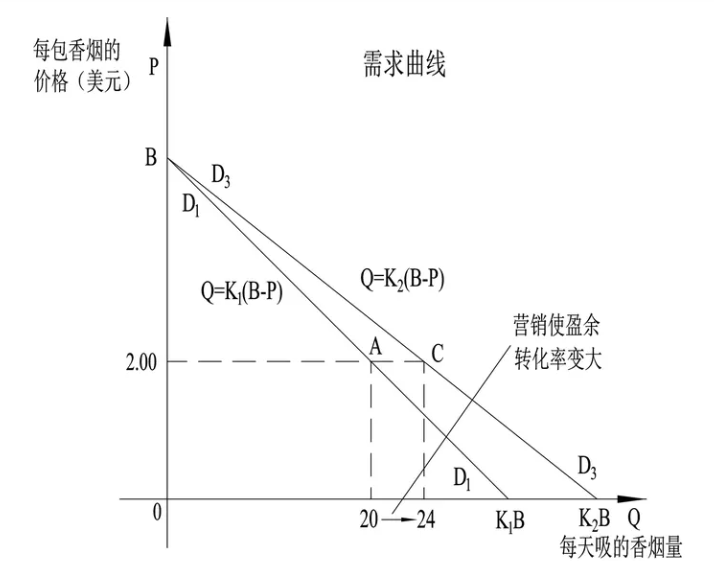 每包香烟的
价格（美元）
P
需求曲线
B
D₃
D₁
Q=K₁(B-P)
Q=K₂(B-P)
营销使盈余
转化率变大
A
C
2.00
D₁
D₃
0
20
24
K₁B
K₂B
Q
每天吸的香烟量